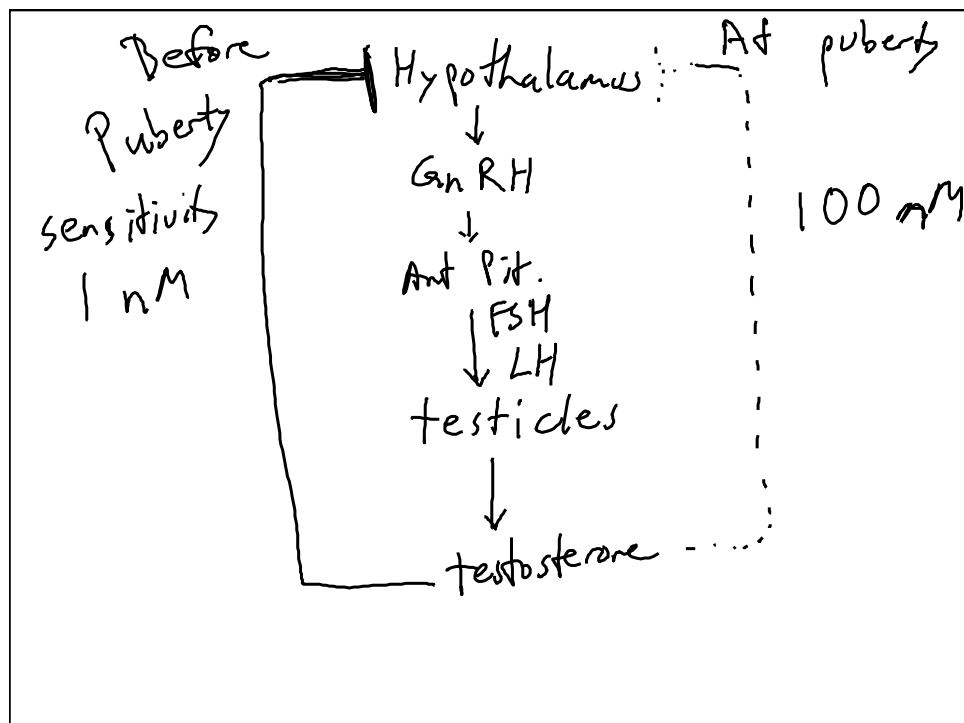 Before
Puberty
sensitivity
1 nM
Hypothalamus
GnRH
Ant Pit.
FSH
LH
testicles
testosterone
At puberty
100 nM